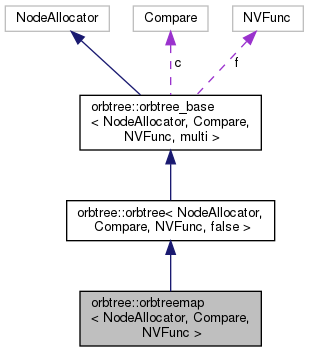 NodeAllocator
Compare
NVFunc
c
f
orbtree::orbtree_base
< NodeAllocator, Compare,
NVFunc, multi >
orbtree::orbtree< NodeAllocator,
Compare, NVFunc, false >
orbtree::orbtreemap
< NodeAllocator, Compare,
NVFunc >